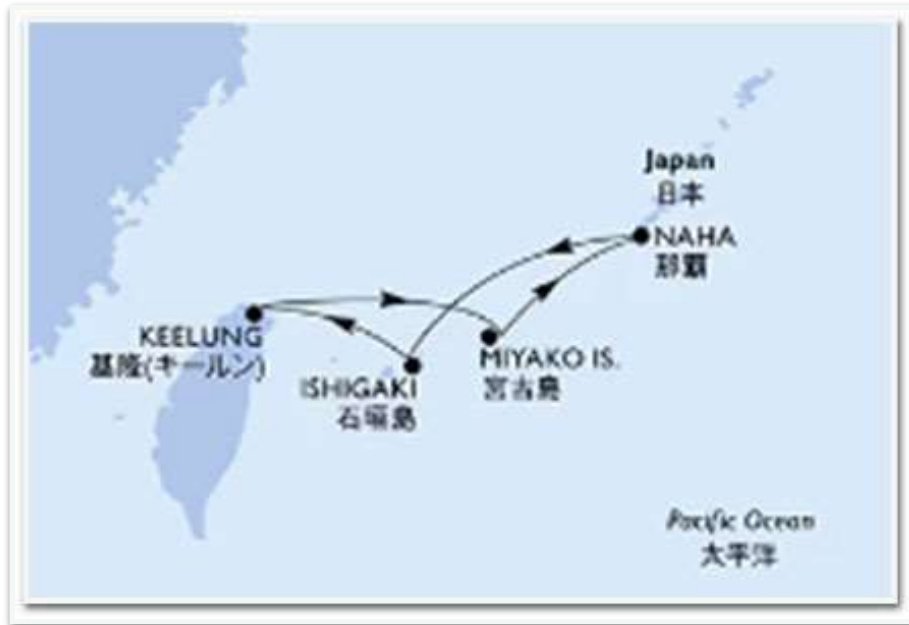 Japan
日本
NAHA
那覇
KEELUNG
基隆(キールン)
MIYAKO IS.
宮古島
ISHIGAKI
石垣島
Pacific Ocean
太平洋